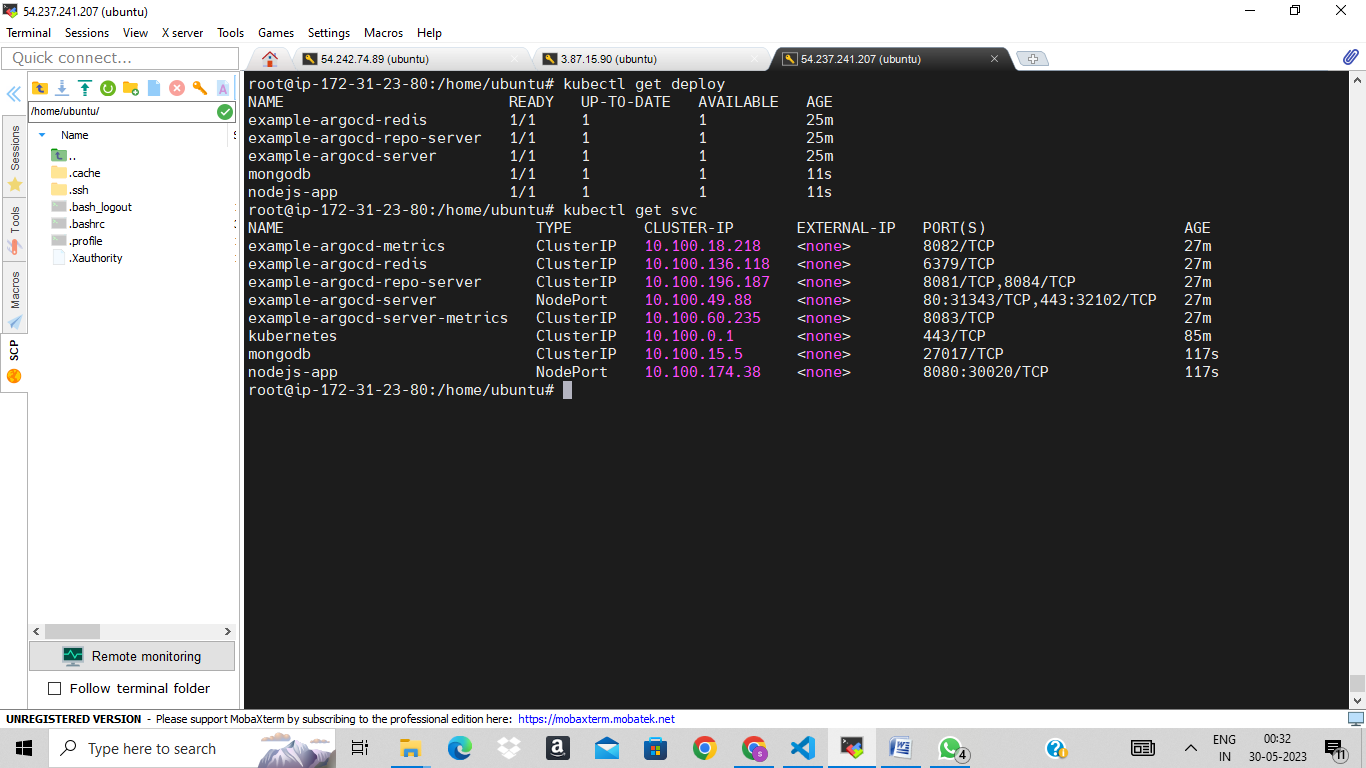 54.237.241.207 (ubuntu)
Terminal Sessions View X server Tools Games Settings Macros Help
Quick connect...
54.242.74.89 (ubuntu) 3.87.15.90 (ubuntu) 54.237.241.207 (ubuntu)
/home/ubuntu/
Name S
..
.cache
.ssh
.bash_logout
.bashrc
.profile
.Xauthority
Sessions
Tools
Macros
SCP
Remote monitoring
Follow terminal folder
root@ip-172-31-23-80:/home/ubuntu# kubectl get deploy
NAME READY UP-TO-DATE AVAILABLE AGE
example-argocd-redis 1/1 1 1 25m
example-argocd-repo-server 1/1 1 1 25m
example-argocd-server 1/1 1 1 25m
mongodb 1/1 1 1 11s
nodejs-app 1/1 1 1 11s
root@ip-172-31-23-80:/home/ubuntu# kubectl get svc
NAME TYPE CLUSTER-IP EXTERNAL-IP PORT(S) AGE
example-argocd-metrics ClusterIP 10.100.18.218 <none> 8082/TCP 27m
example-argocd-redis ClusterIP 10.100.136.118 <none> 6379/TCP 27m
example-argocd-repo-server ClusterIP 10.100.196.187 <none> 8081/TCP,8084/TCP 27m
example-argocd-server NodePort 10.100.49.88 <none> 80:31343/TCP,443:32102/TCP 27m
example-argocd-server-metrics ClusterIP 10.100.60.235 <none> 8083/TCP 27m
kubernetes ClusterIP 10.100.0.1 <none> 443/TCP 85m
mongodb ClusterIP 10.100.15.5 <none> 27017/TCP 117s
nodejs-app NodePort 10.100.174.38 <none> 8080:30020/TCP 117s
root@ip-172-31-23-80:/home/ubuntu#
UNREGISTERED VERSION - Please support MobaXterm by subscribing to the professional edition here: https://mobaxterm.mobatek.net
Type here to search
4
ENG
IN
00:32
30-05-2023
11